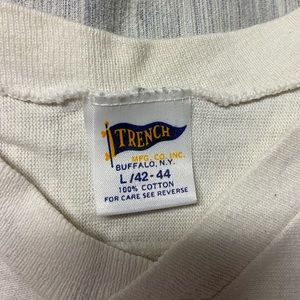 TRENCH
MFG. CO. INC.
BUFFALO, N.Y.
L/42-44
100% COTTON
FOR CARE SEE REVERSE